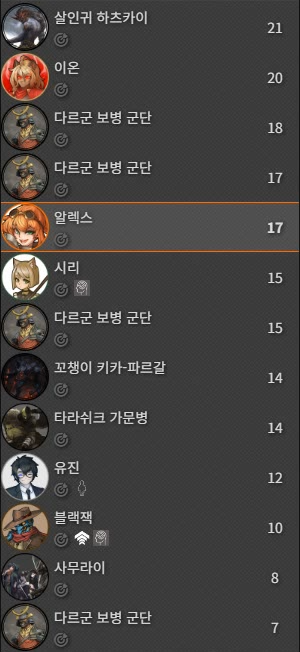 살인귀 하츠카이 21
이온 20
다르군 보병 군단 18
다르군 보병 군단 17
알렉스 17
시리 15
다르군 보병 군단 15
꼬챙이 키카-파르갈 14
타라쉬크 가문병 14
유진 12
블랙잭 10
사무라이 8
다르군 보병 군단 7